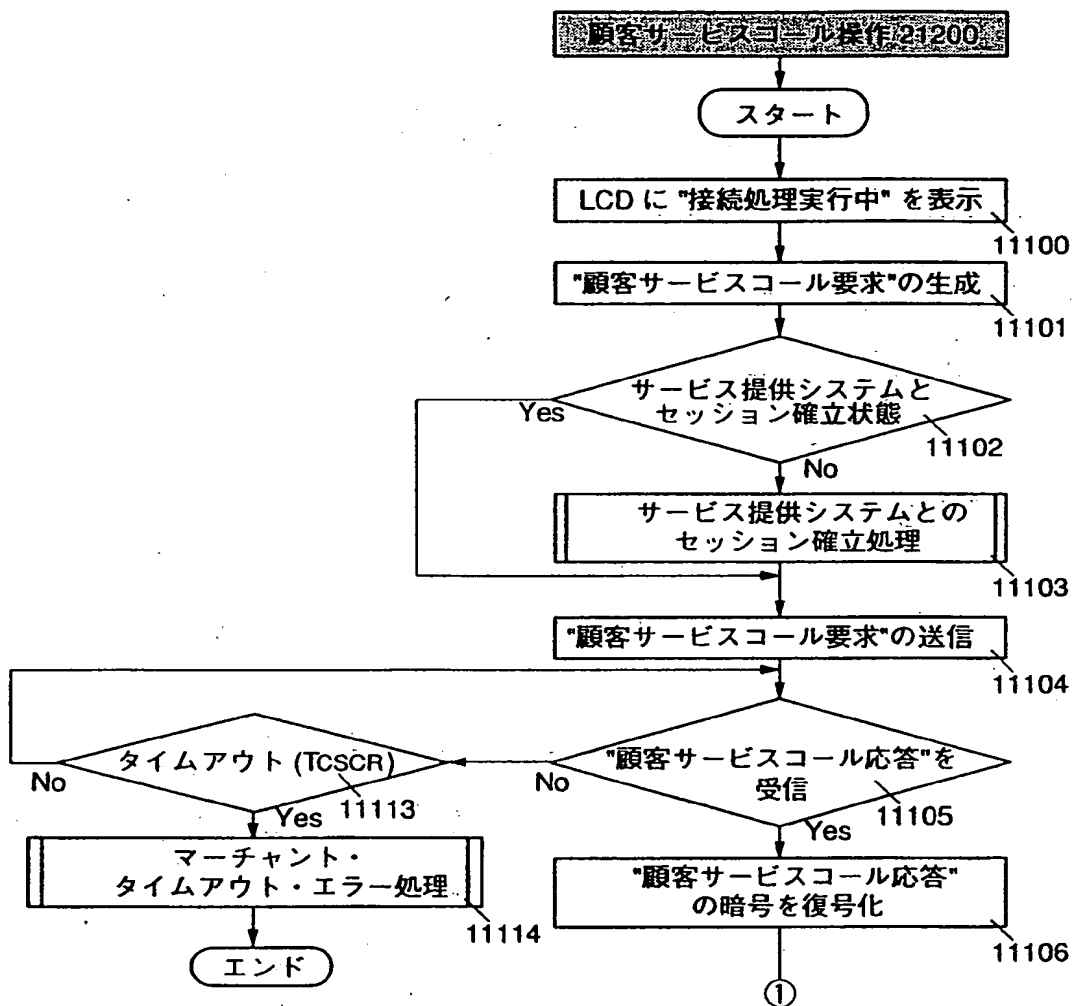 顧客サービスコール操作 21200
スタート
LCD に "接続処理実行中" を表示
11100
"顧客サービスコール要求"の生成
11101
サービス提供システムと
セッション確立状態
11102
Yes
No
サービス提供システムとの
セッション確立処理
11103
"顧客サービスコール要求"の送信
11104
"顧客サービスコール応答"を
受信
11105
No
Yes
タイムアウト (TCSCR)
11113
No
Yes
マーチャント・
タイムアウト・エラー処理
11114
エンド
"顧客サービスコール応答"
の暗号を復号化
11106
①